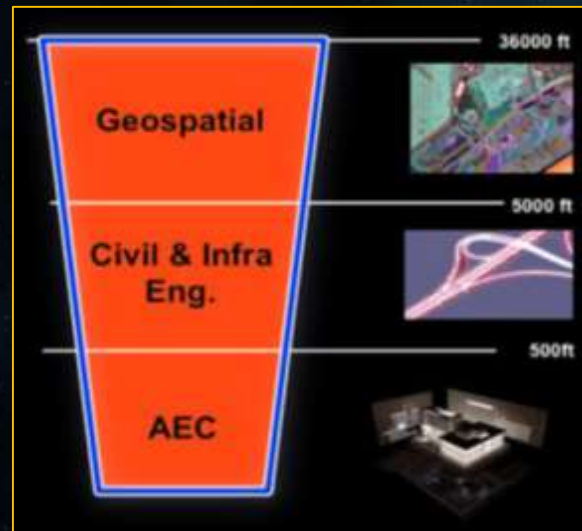 36000 ft
Geospatial
5000 ft
Civil & Infra
Eng.
500ft
AEC